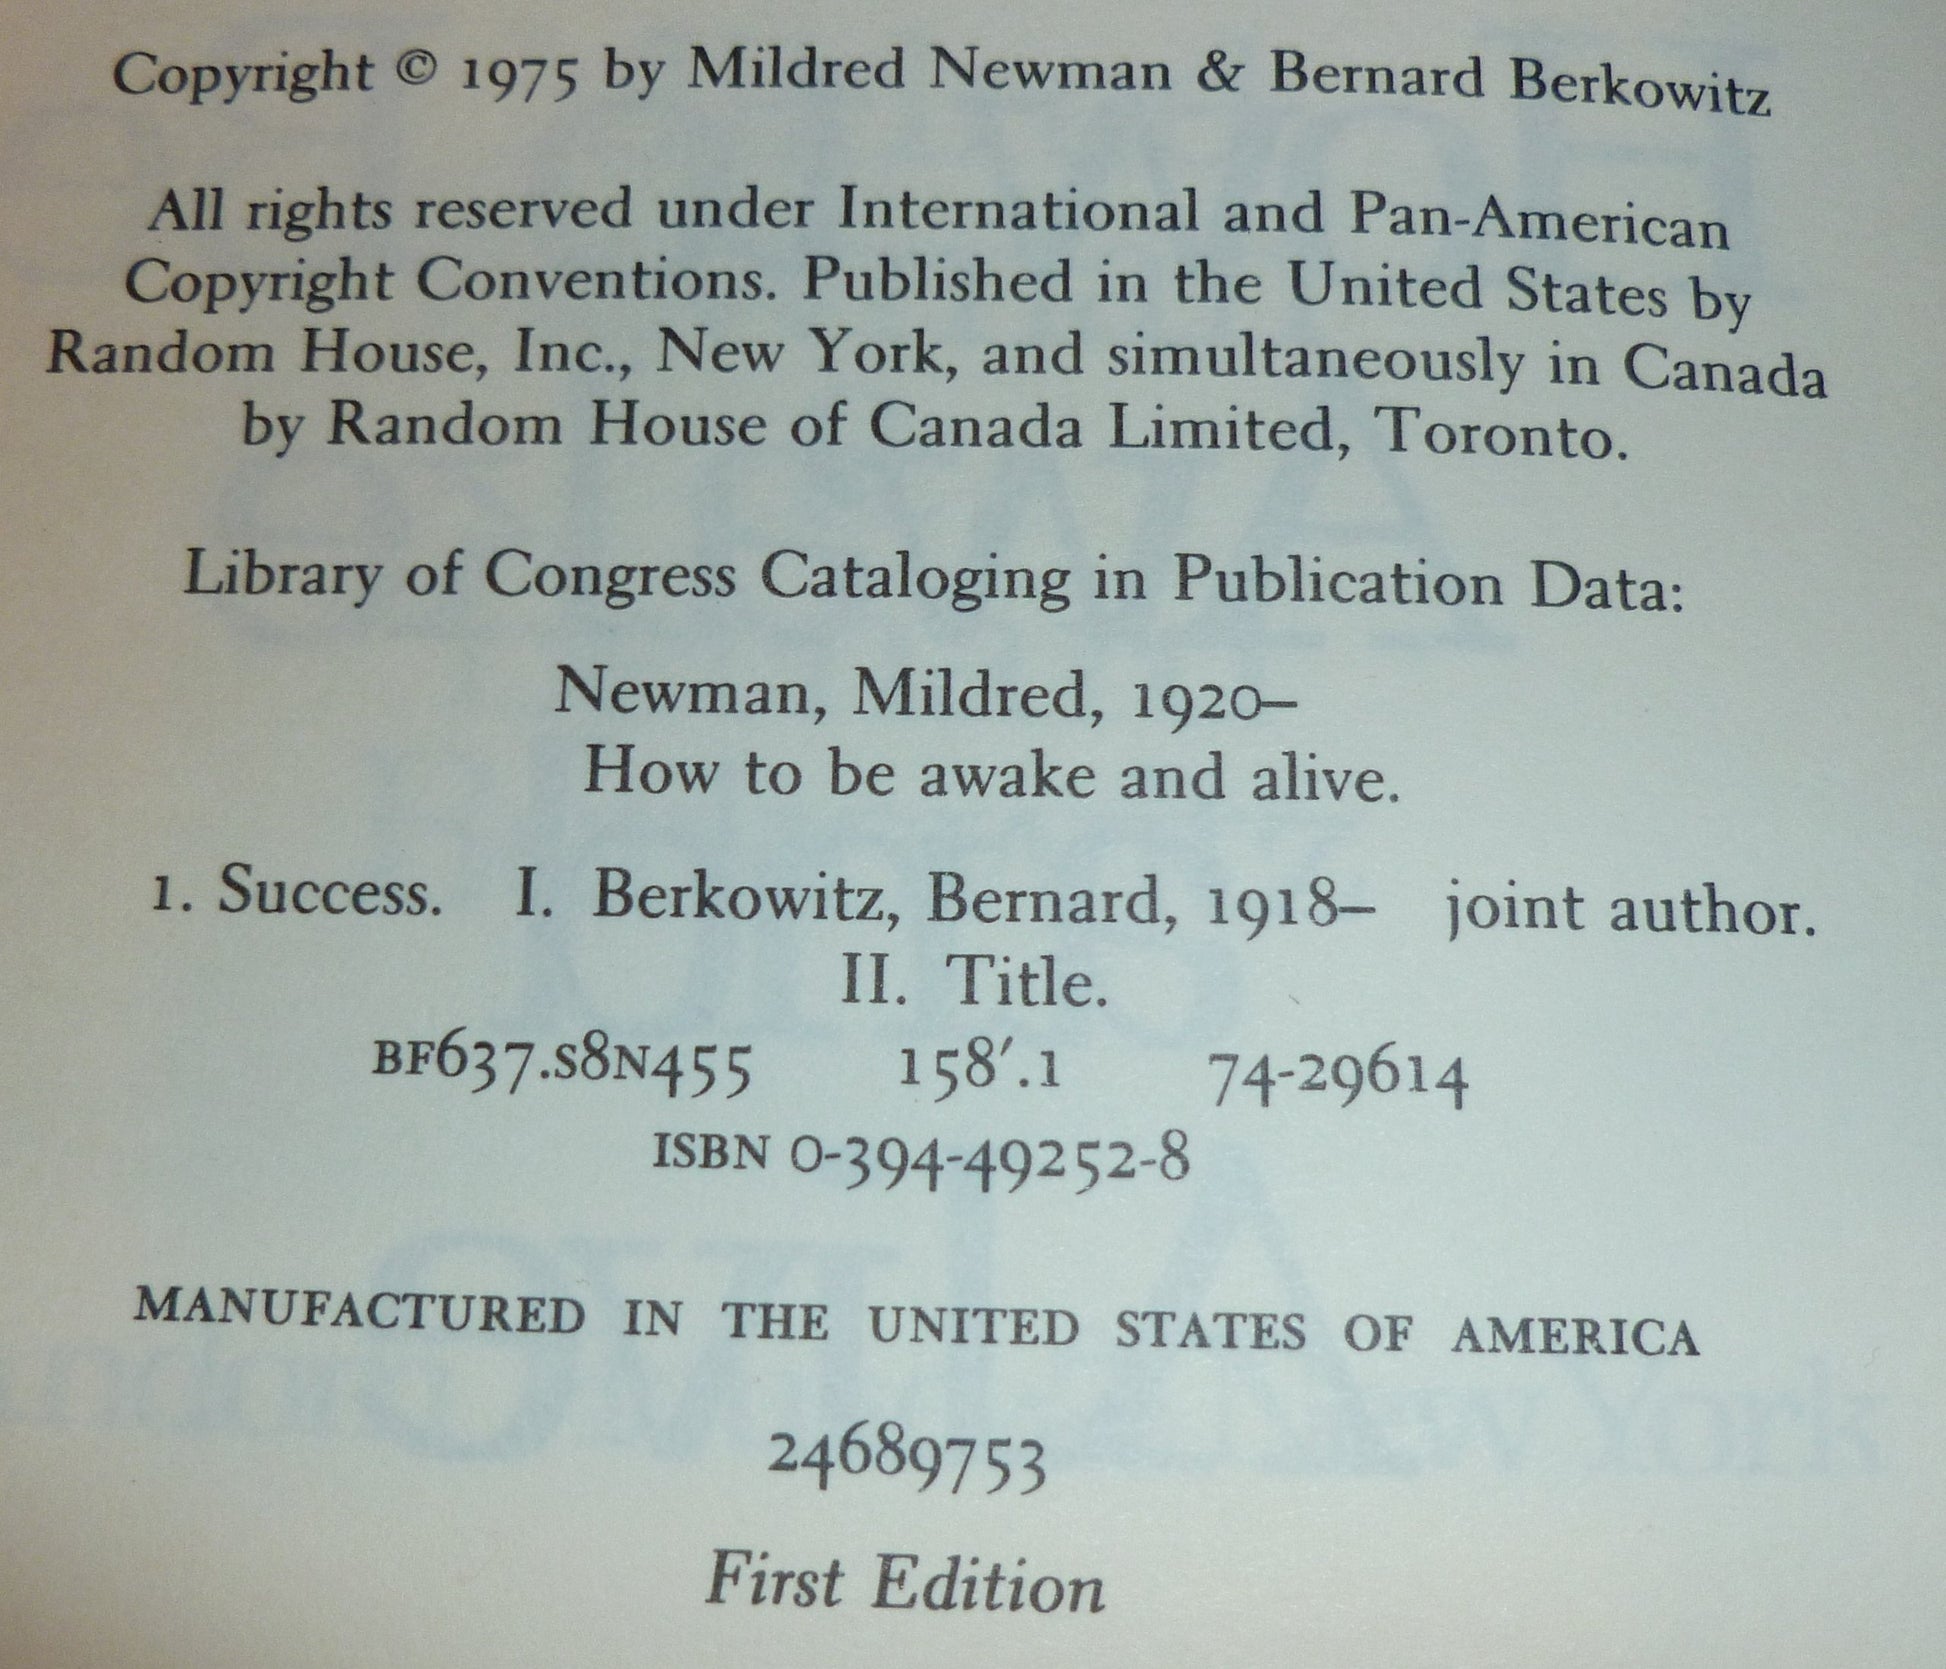 Copyright © 1975 by Mildred Newman & Bernard Berkowitz
All rights reserved under International and Pan-American
Copyright Conventions. Published in the United States by
Random House, Inc., New York, and simultaneously in Canada
by Random House of Canada Limited, Toronto.
Library of Congress Cataloging in Publication Data:
Newman, Mildred, 1920–
How to be awake and alive.
1. Success. I. Berkowitz, Bernard, 1918– joint author.
II. Title.
BF637.S8N455 158′.1 74-29614
ISBN 0-394-49252-8
MANUFACTURED IN THE UNITED STATES OF AMERICA
24689753
First Edition